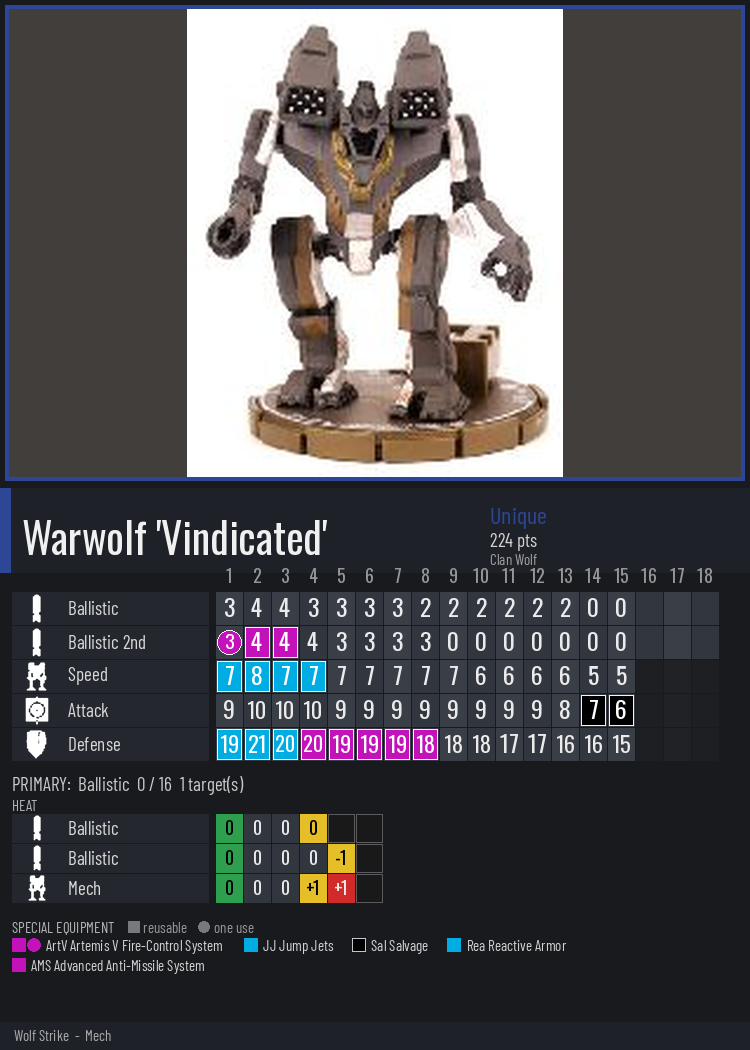 Warwolf 'Vindicated'
Unique
224 pts
Clan Wolf
1 2 3 4 5 6 7 8 9 10 11 12 13 14 15 16 17 18
Ballistic 3 4 4 3 3 3 3 2 2 2 2 2 2 0 0
Ballistic 2nd 3 4 4 4 3 3 3 3 0 0 0 0 0 0 0
Speed 7 8 7 7 7 7 7 7 7 6 6 6 6 5 5
Attack 9 10 10 10 9 9 9 9 9 9 9 9 8 7 6
Defense 19 21 20 20 19 19 19 18 18 18 17 17 16 16 15
PRIMARY: Ballistic 0 / 16 1 target(s)
HEAT
Ballistic 0 0 0 0
Ballistic 0 0 0 0 -1
Mech 0 0 0 +1 +1
SPECIAL EQUIPMENT reusable one use
ArtV Artemis V Fire-Control System JJ Jump Jets Sal Salvage Rea Reactive Armor
AMS Advanced Anti-Missile System
Wolf Strike - Mech